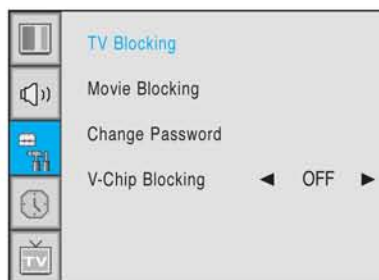 TV Blocking
Movie Blocking
Change Password
V-Chip Blocking ◀ OFF ▶
TV